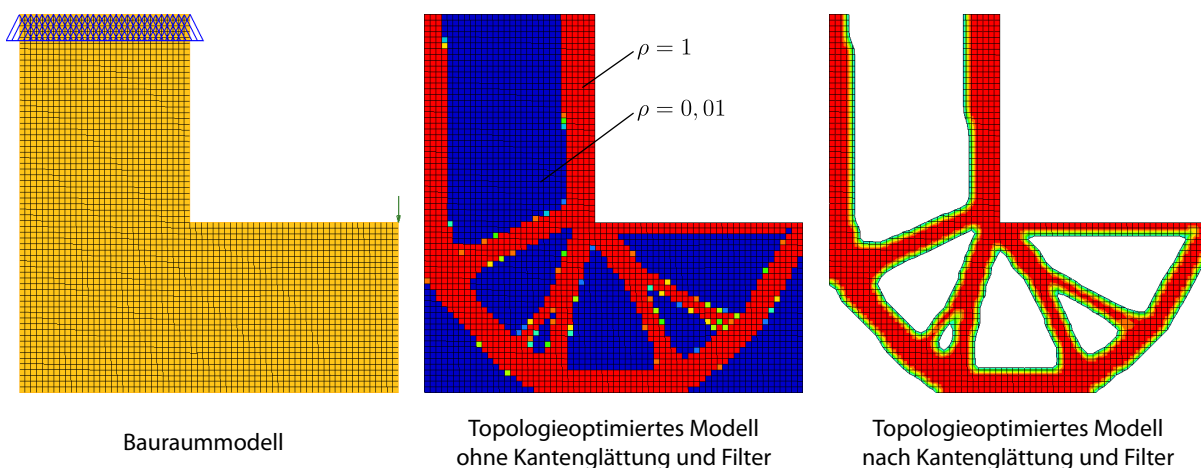 ρ = 1
ρ = 0,01
Bauraummodell
Topologieoptimiertes Modell
ohne Kantenglättung und Filter
Topologieoptimiertes Modell
nach Kantenglättung und Filter